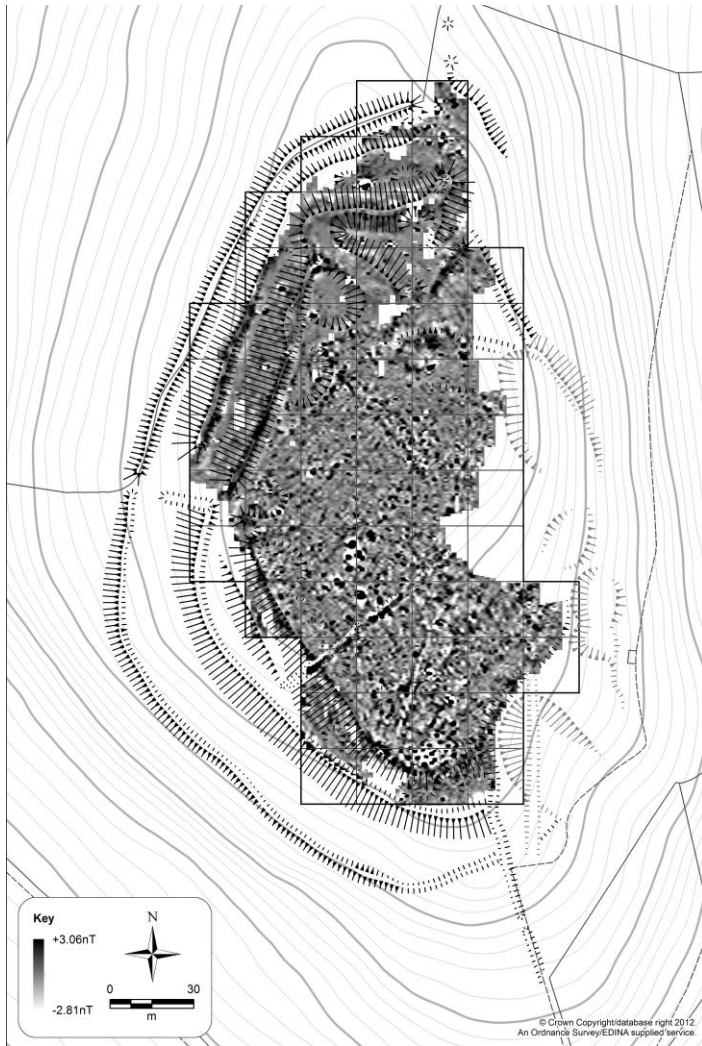 Key
+3.06nT
-2.81nT
N
0 30
m
© Crown Copyright/database right 2012.
An Ordnance Survey/EDINA supplied service.